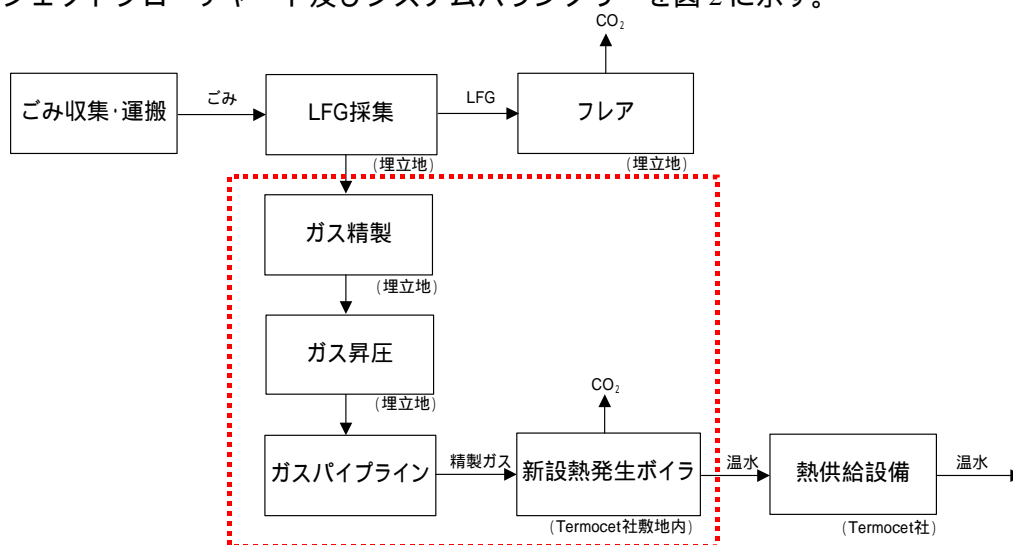 ジェクトフローチャート及びシステムバウンダリーを図 2 に示す。
CO2
ごみ収集・運搬
ごみ
LFG採集
LFG
フレア
(埋立地)
(埋立地)
ガス精製
(埋立地)
ガス昇圧
(埋立地)
CO2
ガスパイプライン
精製ガス
新設熱発生ボイラ
温水
熱供給設備
温水
(Termocet社敷地内)
(Termocet社)